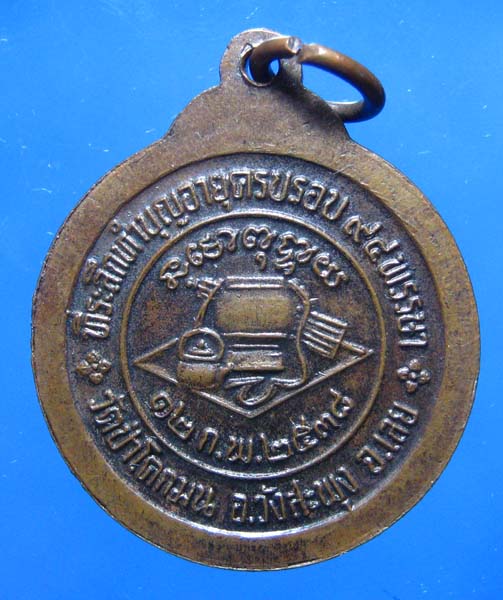 ที่ระลึกทำบุญอายุครบรอบ ๙๔ พรรษา
๑๒ ก.พ. ๒๕๓๘
วัดป่าโคกมน อ.วังสะพุง จ.เลย